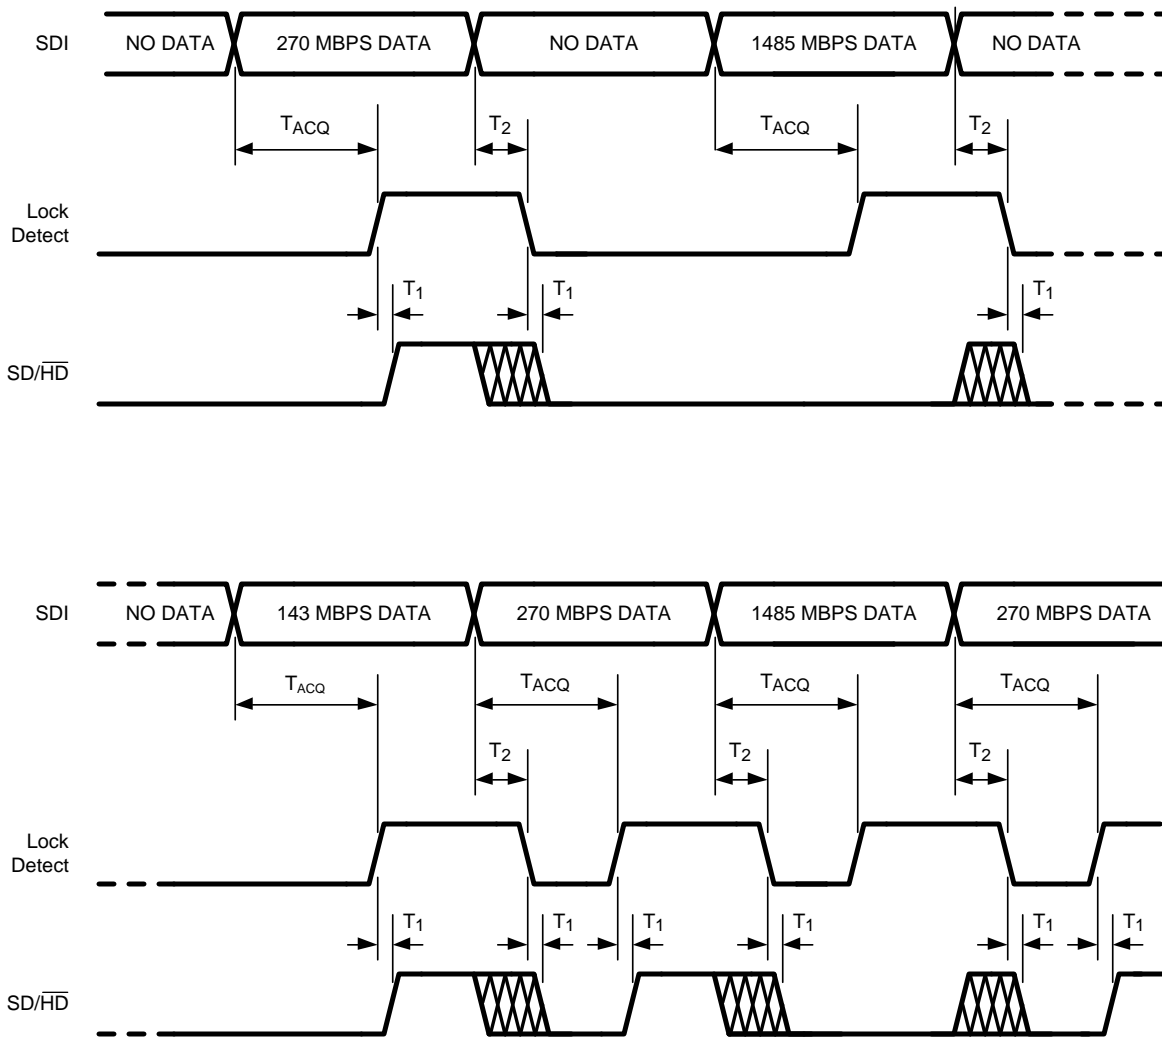 SDI NO DATA 270 MBPS DATA NO DATA 1485 MBPS DATA NO DATA
TACQ T2 TACQ T2
Lock
Detect
T1 T1 T1
SD/HD
SDI NO DATA 143 MBPS DATA 270 MBPS DATA 1485 MBPS DATA 270 MBPS DATA
TACQ TACQ TACQ TACQ
T2 T2 T2
Lock
Detect
T1 T1 T1 T1 T1 T1
SD/HD